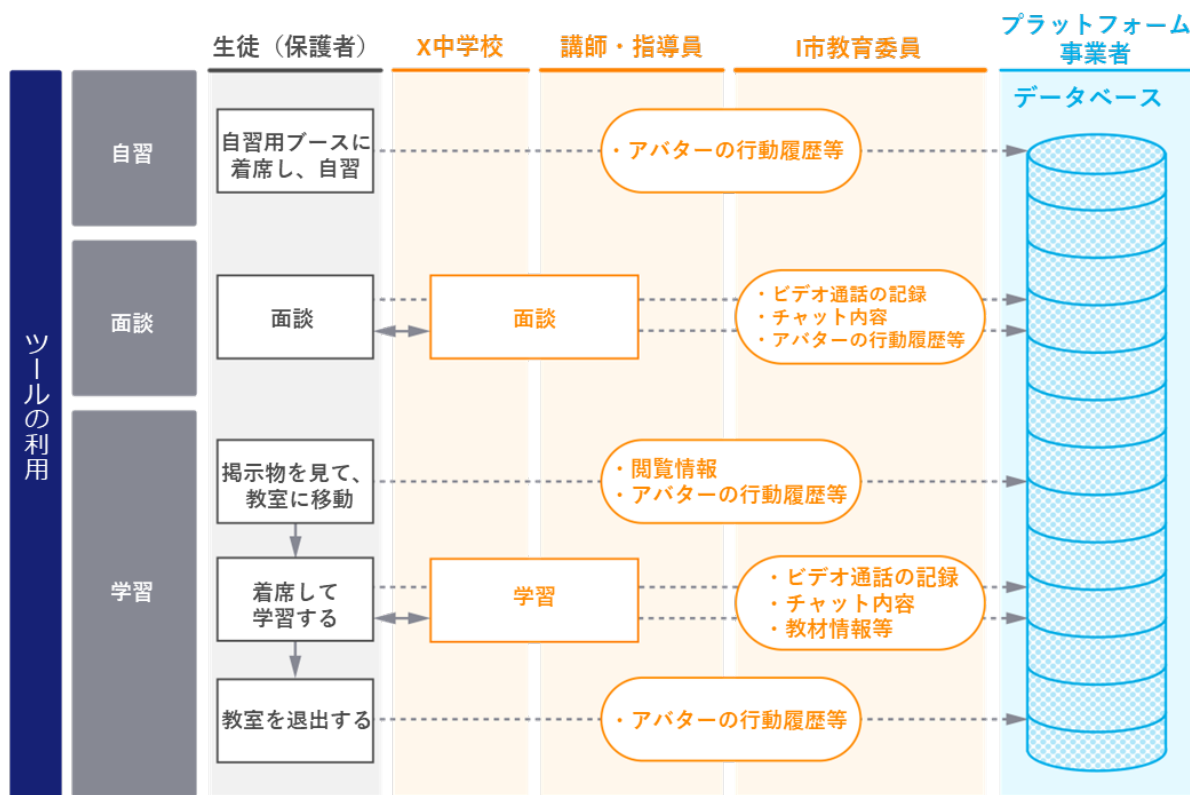 生徒（保護者）
X中学校
講師・指導員
I市教育委員
プラットフォーム
事業者
データベース
ツールの利用
自習
自習用ブースに
着席し、自習
・アバターの行動履歴等
面談
面談
面談
・ビデオ通話の記録
・チャット内容
・アバターの行動履歴等
学習
掲示物を見て、
教室に移動
・閲覧情報
・アバターの行動履歴等
着席して
学習する
学習
・ビデオ通話の記録
・チャット内容
・教材情報等
教室を退出する
・アバターの行動履歴等